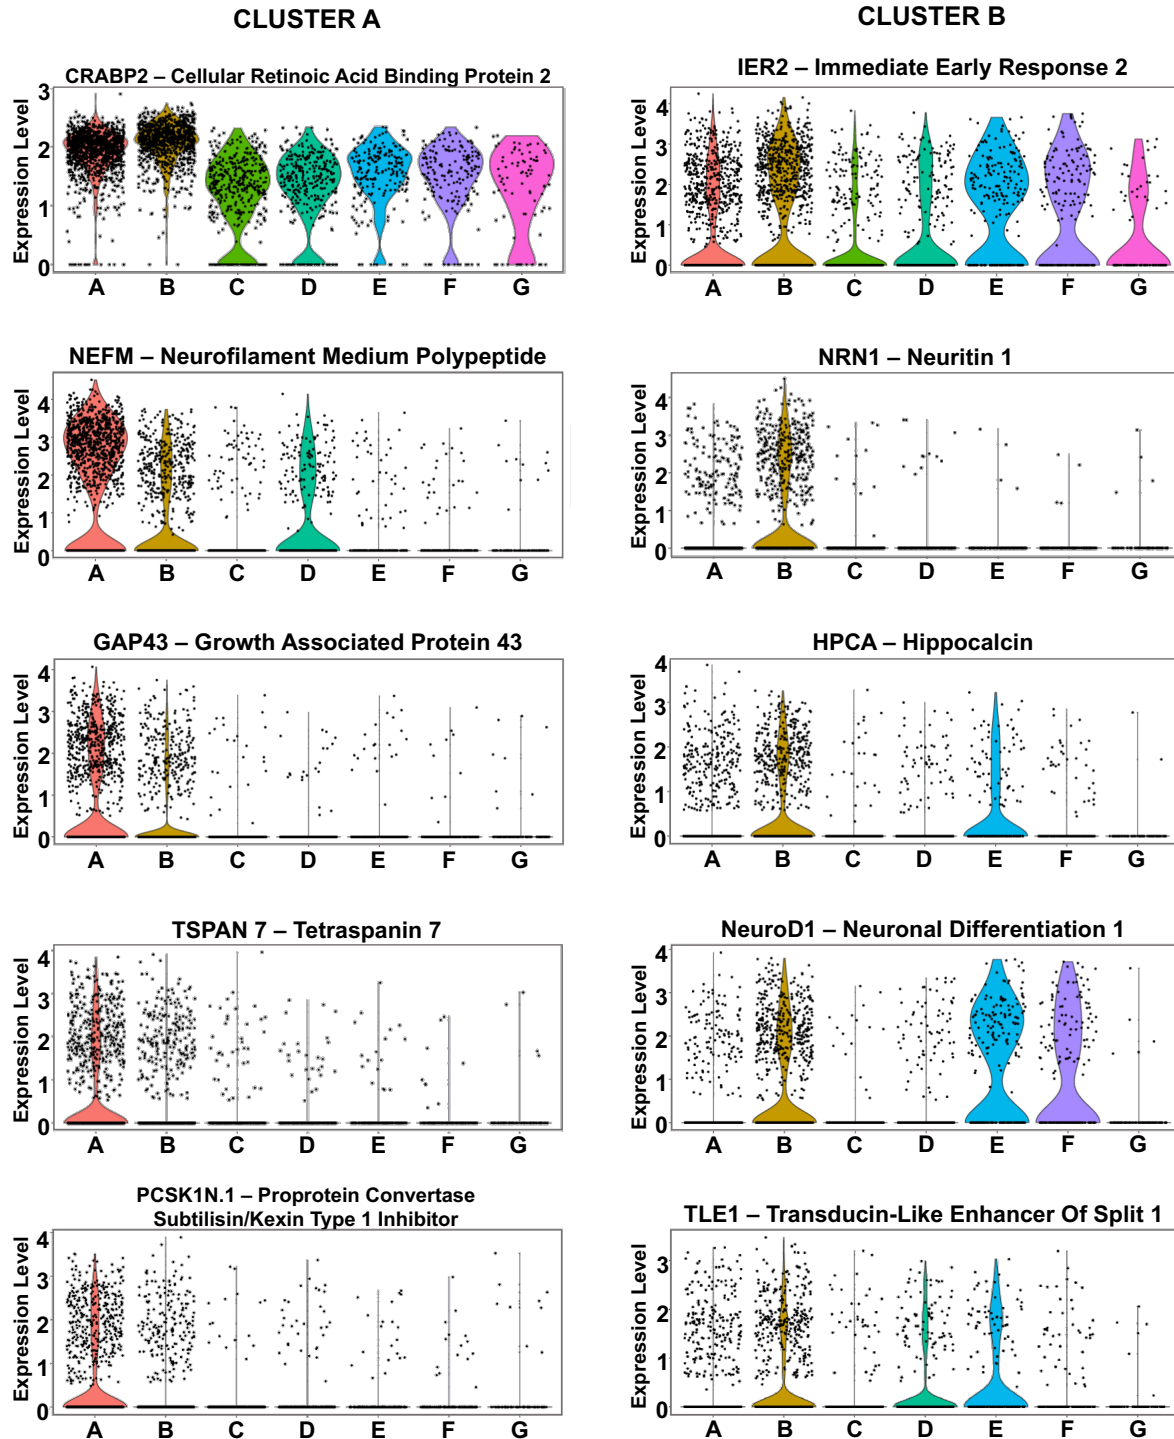 CLUSTER A
CRABP2 – Cellular Retinoic Acid Binding Protein 2
Expression Level
3
2
1
0
A B C D E F G
NEFM – Neurofilament Medium Polypeptide
Expression Level
4
3
2
1
0
A B C D E F G
GAP43 – Growth Associated Protein 43
Expression Level
4
3
2
1
0
A B C D E F G
TSPAN 7 – Tetraspanin 7
Expression Level
4
3
2
1
0
A B C D E F G
PCSK1N.1 – Proprotein Convertase
Subtilisin/Kexin Type 1 Inhibitor
Expression Level
4
3
2
1
0
A B C D E F G
CLUSTER B
IER2 – Immediate Early Response 2
Expression Level
4
3
2
1
0
A B C D E F G
NRN1 – Neuritin 1
Expression Level
4
3
2
1
0
A B C D E F G
HPCA – Hippocalcin
Expression Level
4
3
2
1
0
A B C D E F G
NeuroD1 – Neuronal Differentiation 1
Expression Level
4
3
2
1
0
A B C D E F G
TLE1 – Transducin-Like Enhancer Of Split 1
Expression Level
3
2
1
0
A B C D E F G